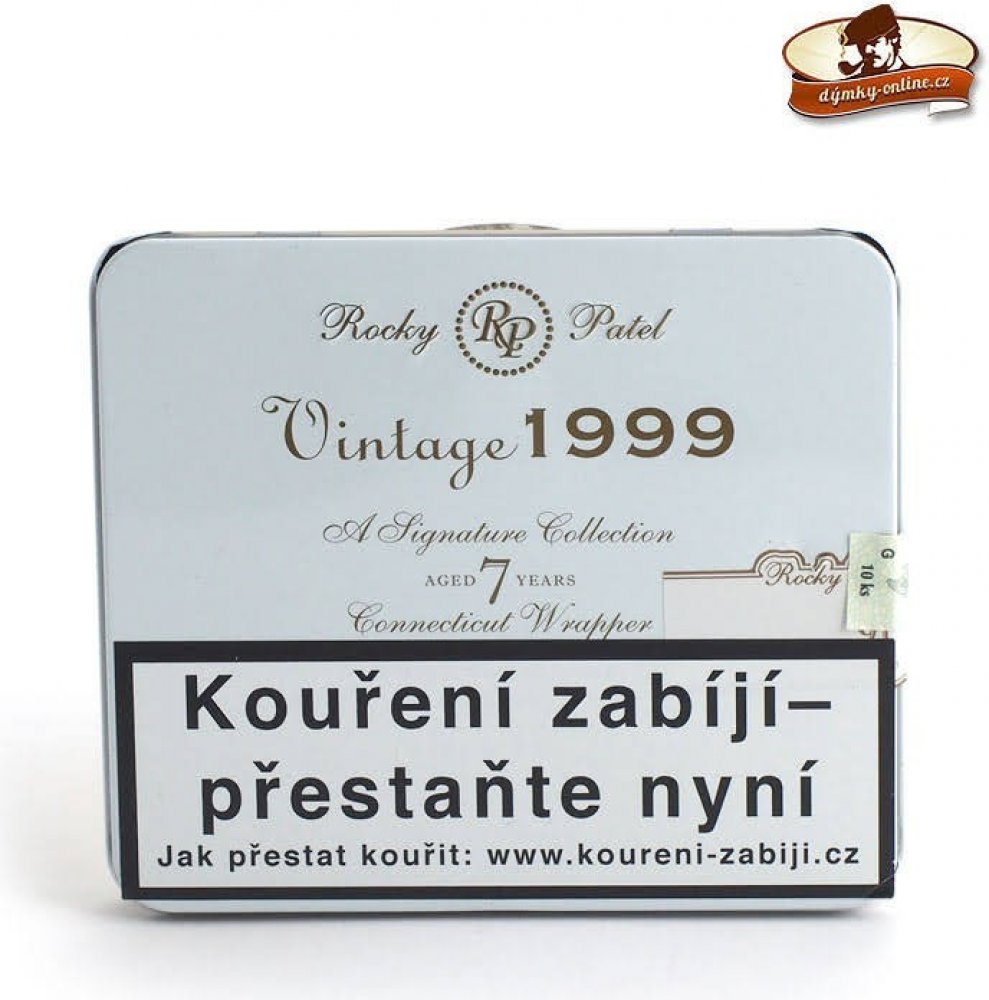 dýmky-online.cz
Rocky RP Patel
Vintage 1999
A Signature Collection
AGED 7 YEARS
Connecticut Wrapper
Rocky
G
10 ks
Kouření zabíjí–
přestaňte nyní
Jak přestat kouřit: www.koureni-zabiji.cz